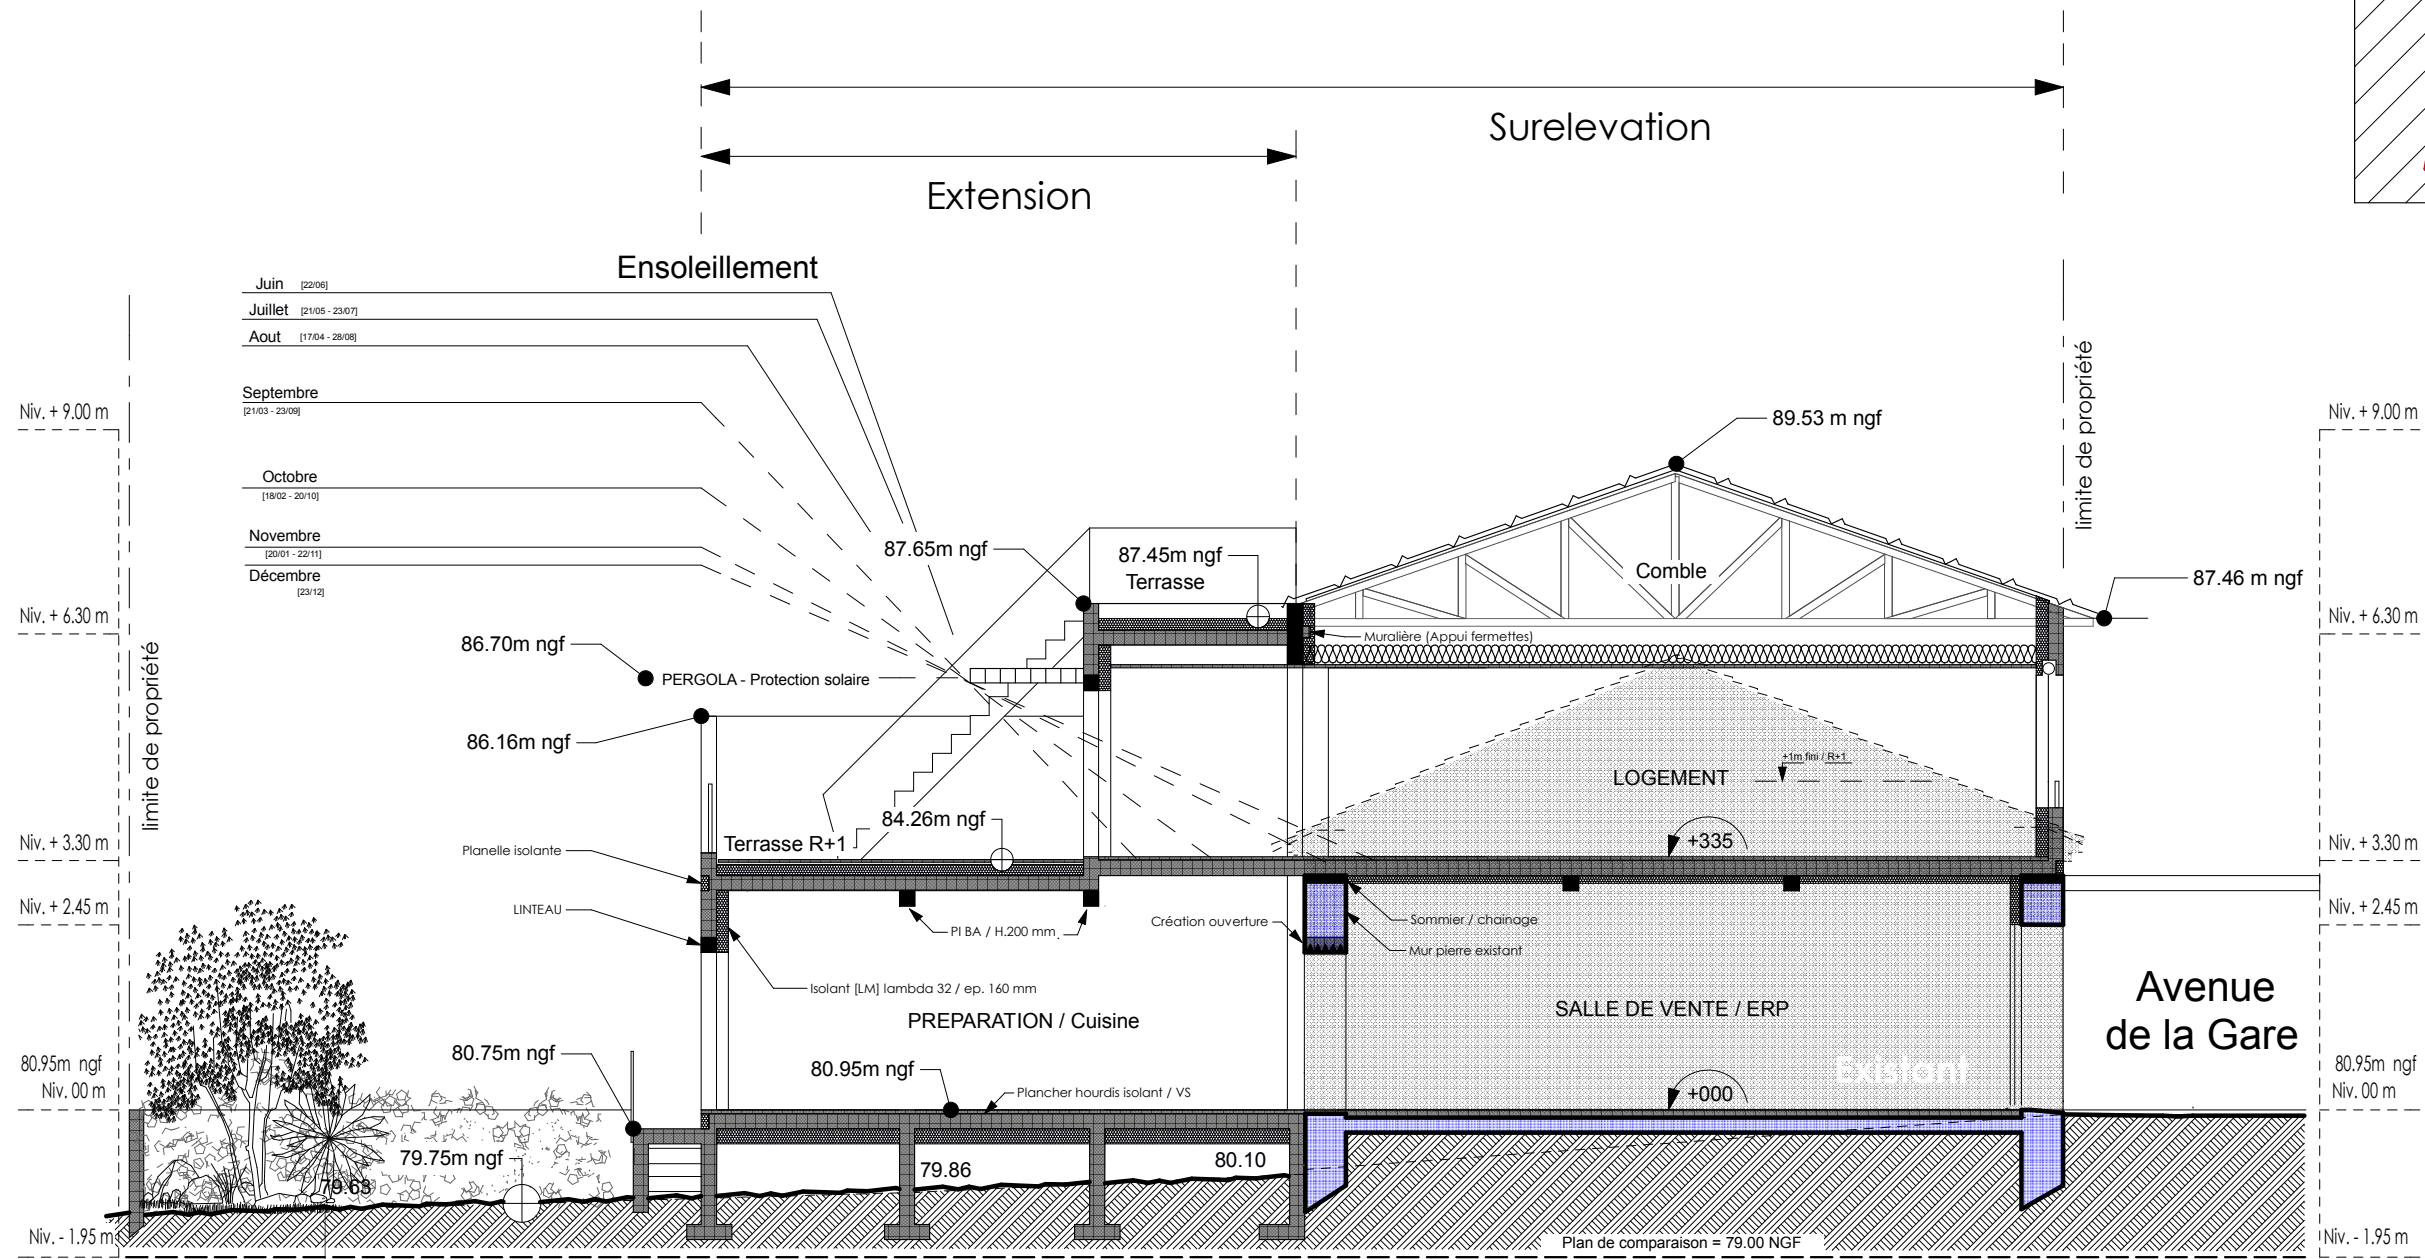 Surelevation
Extension
Ensoleillement
Juin [22/06]
Juillet [21/05 - 23/07]
Aout [17/04 - 28/08]
Septembre
[21/03 - 23/09]
Octobre
[18/02 - 20/10]
Novembre
[20/01 - 22/11]
Décembre
[23/12]
limite de propriété
limite de propriété
Niv. + 9.00 m
Niv. + 6.30 m
Niv. + 3.30 m
Niv. + 2.45 m
80.95m ngf
Niv. 00 m
Niv. - 1.95 m
89.53 m ngf
87.65m ngf
87.45m ngf
Terrasse
Comble
87.46 m ngf
86.70m ngf
PERGOLA - Protection solaire
Muralière (Appui fermettes)
86.16m ngf
+1m fini / R+1
LOGEMENT
84.26m ngf
Terrasse R+1
+335
Planelle isolante
LINTEAU
PI BA / H.200 mm
Création ouverture
Sommier / chainage
Mur pierre existant
Isolant [LM] lambda 32 / ep. 160 mm
PREPARATION / Cuisine
SALLE DE VENTE / ERP
Avenue
de la Gare
80.75m ngf
80.95m ngf
Plancher hourdis isolant / VS
Existant
+000
79.75m ngf
79.63
79.86
80.10
Plan de comparaison = 79.00 NGF
Niv. + 9.00 m
Niv. + 6.30 m
Niv. + 3.30 m
Niv. + 2.45 m
80.95m ngf
Niv. 00 m
Niv. - 1.95 m